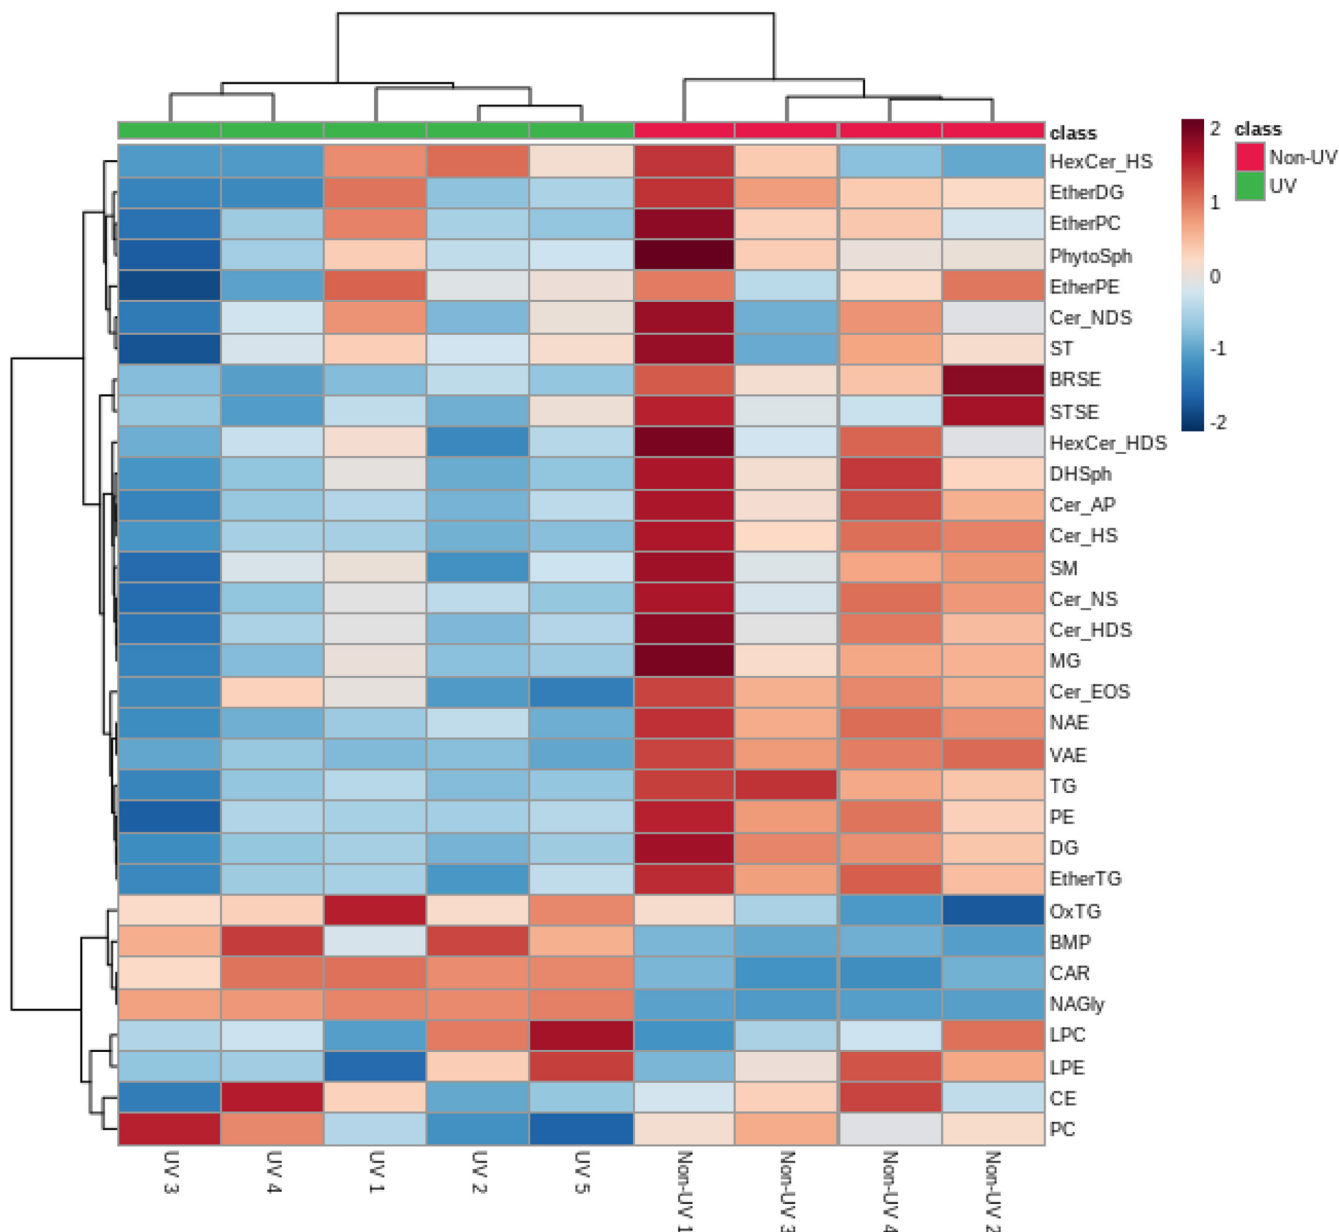 class
HexCer_HS
EtherDG
EtherPC
PhytoSph
EtherPE
Cer_NDS
ST
BRSE
STSE
HexCer_HDS
DHSph
Cer_AP
Cer_HS
SM
Cer_NS
Cer_HDS
MG
Cer_EOS
NAE
VAE
TG
PE
DG
EtherTG
OxTG
BMP
CAR
NAGly
LPC
LPE
CE
PC
2
1
0
-1
-2
class
Non-UV
UV
UV 3
UV 4
UV 1
UV 2
UV 5
Non-UV 1
Non-UV 3
Non-UV 4
Non-UV 2